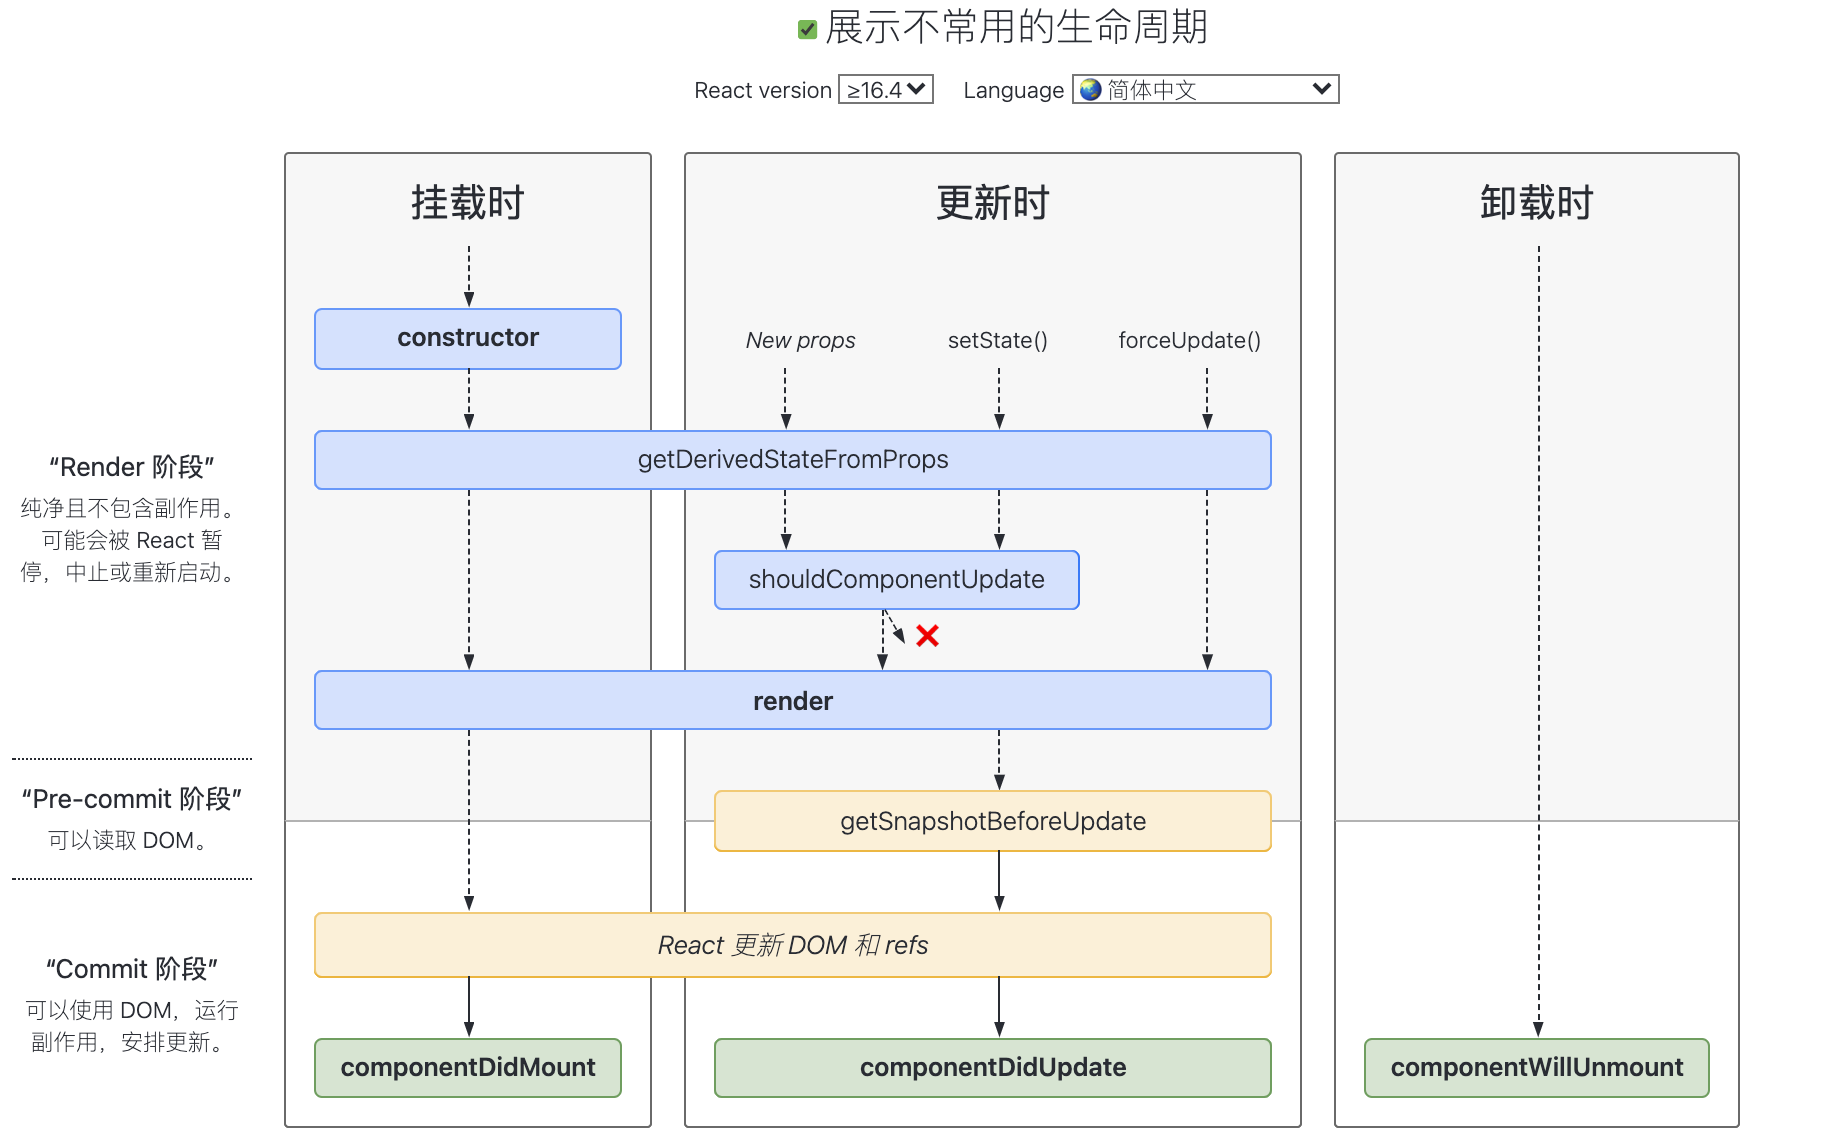 展示不常用的生命周期
React version ≥16.4 Language 简体中文
挂载时
更新时
卸载时
constructor
New props
setState()
forceUpdate()
getDerivedStateFromProps
“Render 阶段”
纯净且不包含副作用。
可能会被 React 暂
停，中止或重新启动。
shouldComponentUpdate
render
“Pre-commit 阶段”
可以读取 DOM。
getSnapshotBeforeUpdate
React 更新 DOM 和 refs
“Commit 阶段”
可以使用 DOM，运行
副作用，安排更新。
componentDidMount
componentDidUpdate
componentWillUnmount